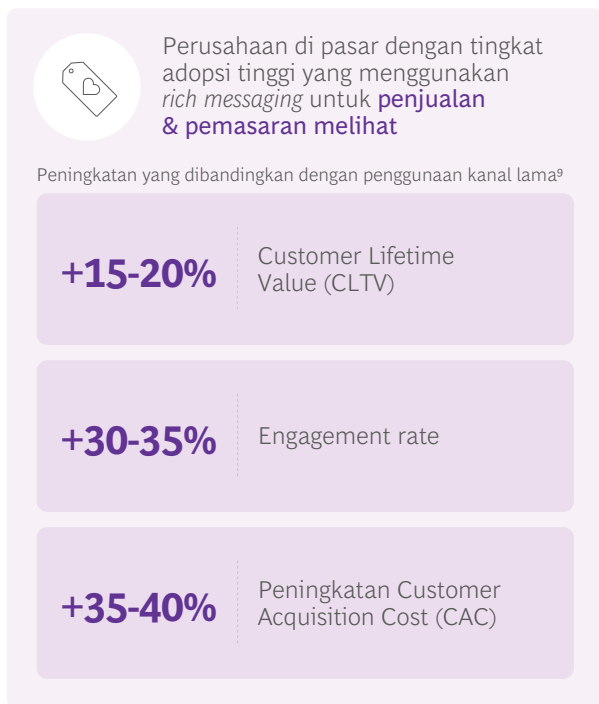 Perusahaan di pasar dengan tingkat
adopsi tinggi yang menggunakan
rich messaging untuk penjualan
& pemasaran melihat
Peningkatan yang dibandingkan dengan penggunaan kanal lama⁹
+15-20%
Customer Lifetime
Value (CLTV)
+30-35%
Engagement rate
+35-40%
Peningkatan Customer
Acquisition Cost (CAC)